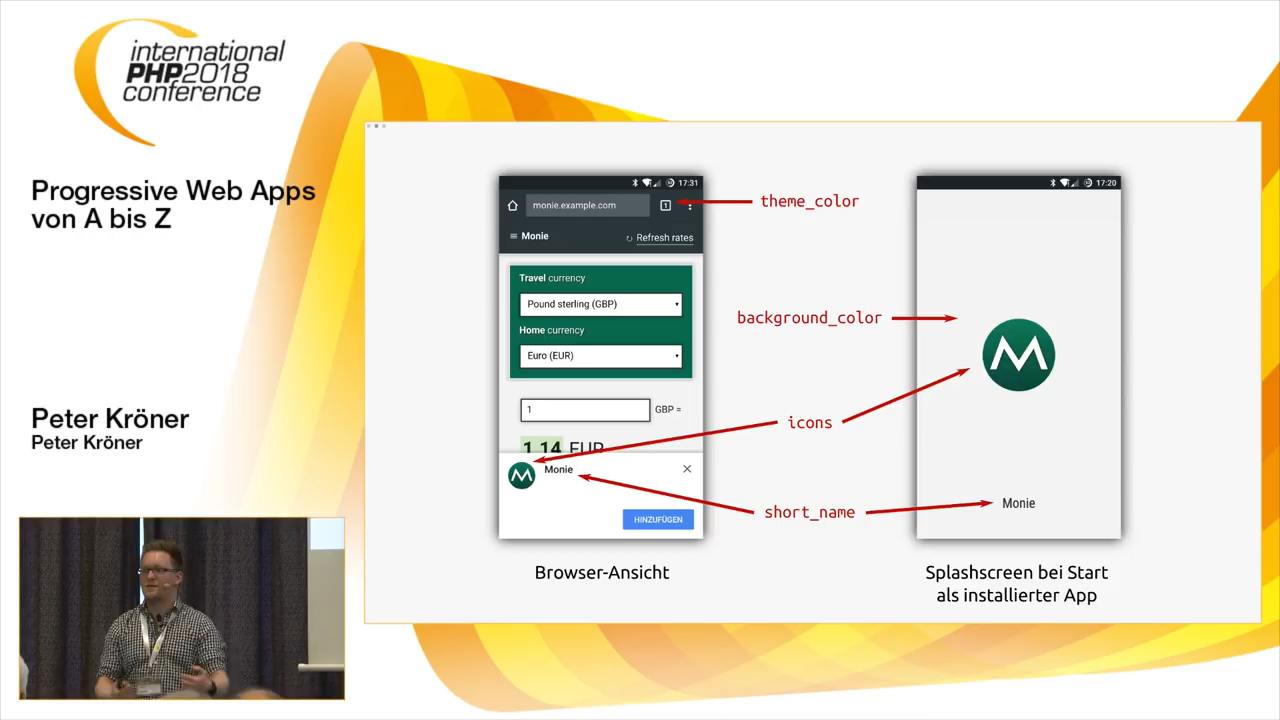 international
PHP2018
conference
Progressive Web Apps
von A bis Z
Peter Kröner
Peter Kröner
17:31
monie.example.com
1
Monie
Refresh rates
Travel currency
Pound sterling (GBP)
Home currency
Euro (EUR)
1
GBP =
1.14 EUR
Monie
HINZUFÜGEN
Browser-Ansicht
theme_color
background_color
icons
short_name
17:20
M
Monie
Splashscreen bei Start
als installierter App